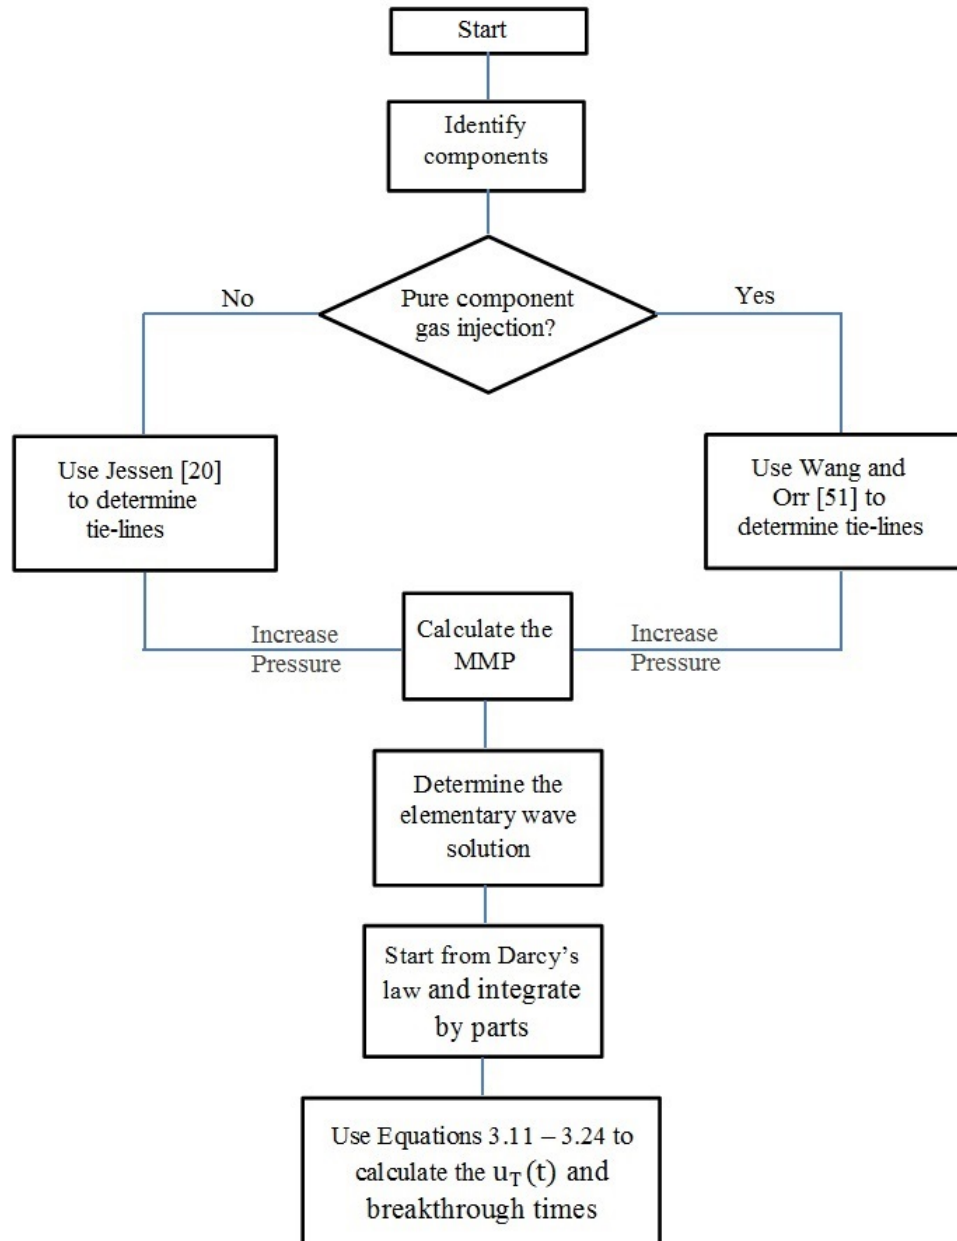 Start
Identify
components
Pure component
gas injection?
No
Yes
Use Jessen [20]
to determine
tie-lines
Use Wang and
Orr [51] to
determine tie-lines
Increase
Pressure
Calculate the
MMP
Increase
Pressure
Determine the
elementary wave
solution
Start from Darcy’s
law and integrate
by parts
Use Equations 3.11 – 3.24 to
calculate the u_T(t) and
breakthrough times